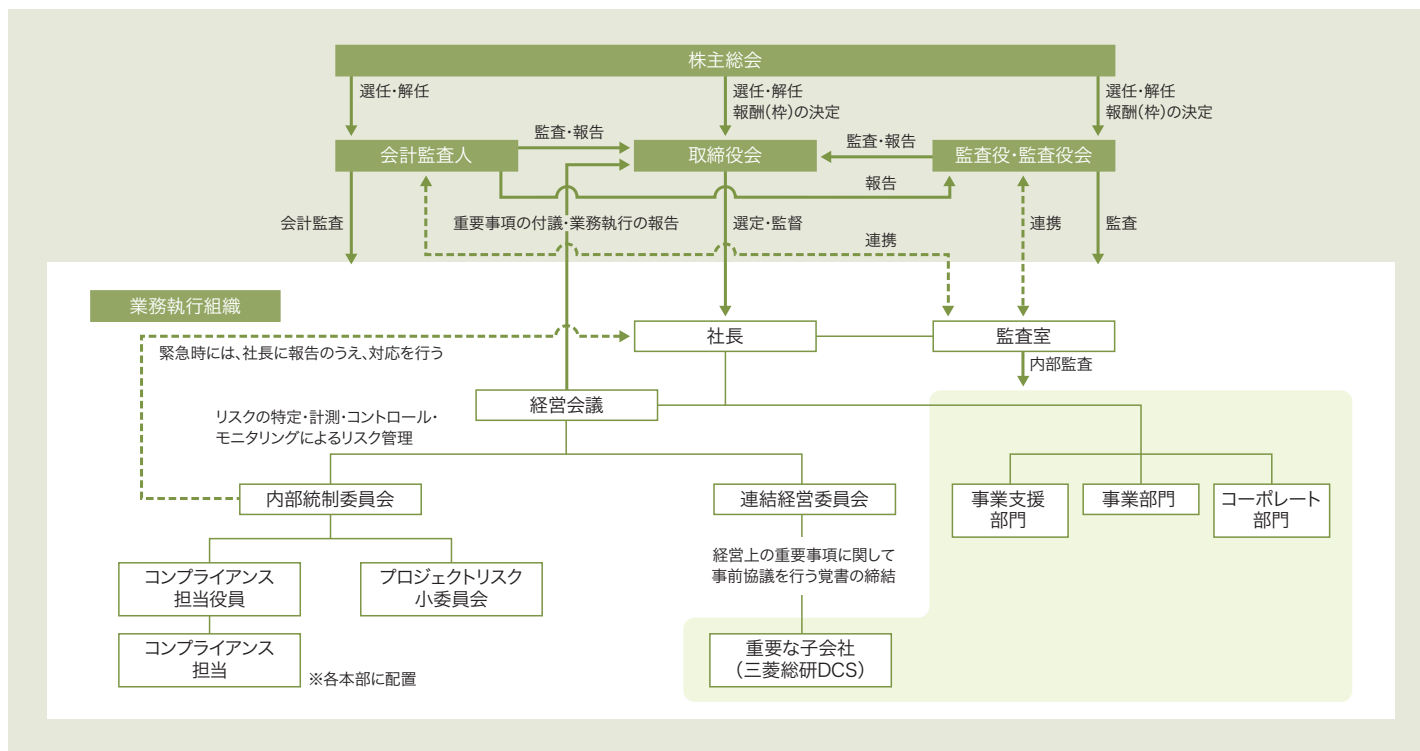 株主総会
選任・解任
選任・解任
報酬(枠)の決定
選任・解任
報酬(枠)の決定
監査・報告
監査・報告
会計監査人
取締役会
監査役・監査役会
報告
会計監査
重要事項の付議・業務執行の報告
選定・監督
連携
連携
監査
業務執行組織
社長
監査室
緊急時には、社長に報告のうえ、対応を行う
内部監査
経営会議
リスクの特定・計測・コントロール・
モニタリングによるリスク管理
内部統制委員会
連結経営委員会
事業支援
部門
事業部門
コーポレート
部門
経営上の重要事項に関して
事前協議を行う覚書の締結
コンプライアンス
担当役員
プロジェクトリスク
小委員会
コンプライアンス
担当
※各本部に配置
重要な子会社
(三菱総研DCS)